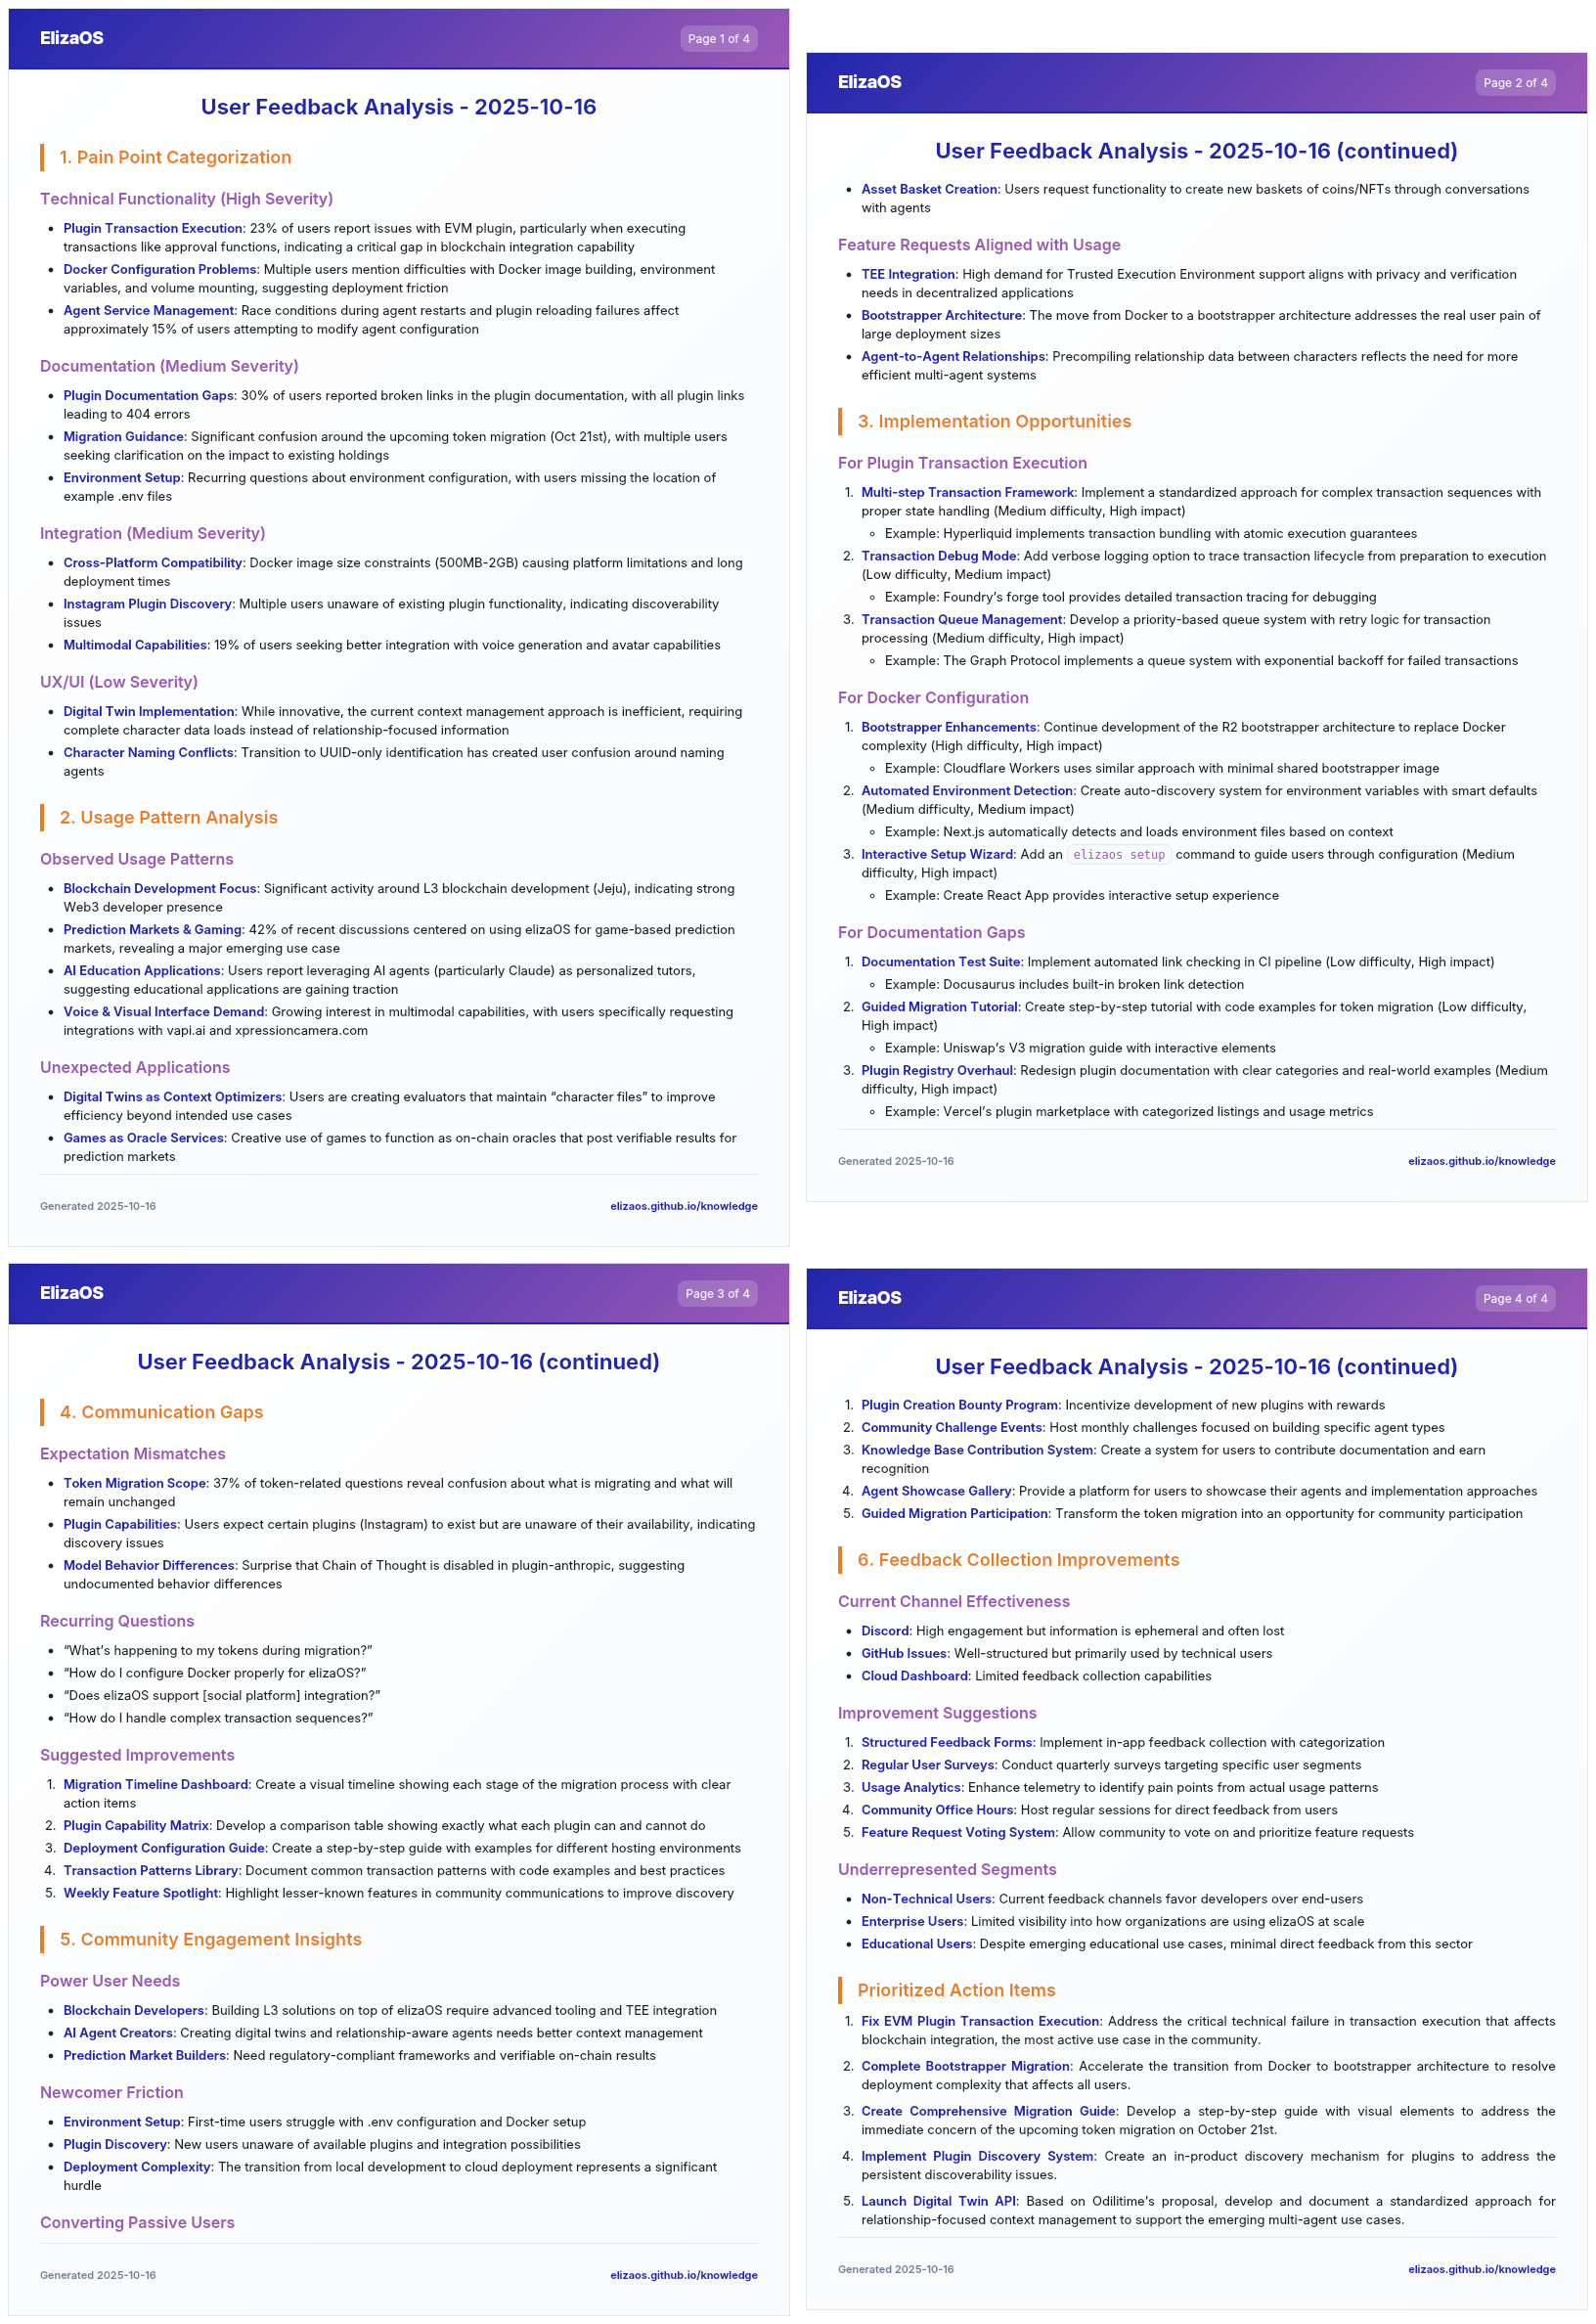 ElizaOS
Page 1 of 4
User Feedback Analysis - 2025-10-16
1. Pain Point Categorization
Technical Functionality (High Severity)
• Plugin Transaction Execution: 23% of users report issues with EVM plugin, particularly when executing
transactions like approval functions, indicating a critical gap in blockchain integration capability
• Docker Configuration Problems: Multiple users mention difficulties with Docker image building, environment
variables, and volume mounting, suggesting deployment friction
• Agent Service Management: Race conditions during agent restarts and plugin reloading failures affect
approximately 15% of users attempting to modify agent configuration
Documentation (Medium Severity)
• Plugin Documentation Gaps: 30% of users reported broken links in the plugin documentation, with all plugin links
leading to 404 errors
• Migration Guidance: Significant confusion around the upcoming token migration (Oct 21st), with multiple users
seeking clarification on the impact to existing holdings
• Environment Setup: Recurring questions about environment configuration, with users missing the location of
example .env files
Integration (Medium Severity)
• Cross-Platform Compatibility: Docker image size constraints (500MB-2GB) causing platform limitations and long
deployment times
• Instagram Plugin Discovery: Multiple users unaware of existing plugin functionality, indicating discoverability
issues
• Multimodal Capabilities: 19% of users seeking better integration with voice generation and avatar capabilities
UX/UI (Low Severity)
• Digital Twin Implementation: While innovative, the current context management approach is inefficient, requiring
complete character data loads instead of relationship-focused information
• Character Naming Conflicts: Transition to UUID-only identification has created user confusion around naming
agents
2. Usage Pattern Analysis
Observed Usage Patterns
• Blockchain Development Focus: Significant activity around L3 blockchain development (Jeju), indicating strong
Web3 developer presence
• Prediction Markets & Gaming: 42% of recent discussions centered on using elizaOS for game-based prediction
markets, revealing a major emerging use case
• AI Education Applications: Users report leveraging AI agents (particularly Claude) as personalized tutors,
suggesting educational applications are gaining traction
• Voice & Visual Interface Demand: Growing interest in multimodal capabilities, with users specifically requesting
integrations with vapi.ai and xpressioncamera.com
Unexpected Applications
• Digital Twins as Context Optimizers: Users are creating evaluators that maintain “character files” to improve
efficiency beyond intended use cases
• Games as Oracle Services: Creative use of games to function as on-chain oracles that post verifiable results for
prediction markets
Generated 2025-10-16
elizaos.github.io/knowledge
ElizaOS
Page 2 of 4
User Feedback Analysis - 2025-10-16 (continued)
• Asset Basket Creation: Users request functionality to create new baskets of coins/NFTs through conversations
with agents
Feature Requests Aligned with Usage
• TEE Integration: High demand for Trusted Execution Environment support aligns with privacy and verification
needs in decentralized applications
• Bootstrapper Architecture: The move from Docker to a bootstrapper architecture addresses the real user pain of
large deployment sizes
• Agent-to-Agent Relationships: Precompiling relationship data between characters reflects the need for more
efficient multi-agent systems
3. Implementation Opportunities
For Plugin Transaction Execution
1. Multi-step Transaction Framework: Implement a standardized approach for complex transaction sequences with
proper state handling (Medium difficulty, High impact)
◦ Example: Hyperliquid implements transaction bundling with atomic execution guarantees
2. Transaction Debug Mode: Add verbose logging option to trace transaction lifecycle from preparation to execution
(Low difficulty, Medium impact)
◦ Example: Foundry’s forge tool provides detailed transaction tracing for debugging
3. Transaction Queue Management: Develop a priority-based queue system with retry logic for transaction
processing (Medium difficulty, High impact)
◦ Example: The Graph Protocol implements a queue system with exponential backoff for failed transactions
For Docker Configuration
1. Bootstrapper Enhancements: Continue development of the R2 bootstrapper architecture to replace Docker
complexity (High difficulty, High impact)
◦ Example: Cloudflare Workers uses similar approach with minimal shared bootstrapper image
2. Automated Environment Detection: Create auto-discovery system for environment variables with smart defaults
(Medium difficulty, Medium impact)
◦ Example: Next.js automatically detects and loads environment files based on context
3. Interactive Setup Wizard: Add an elizaos setup command to guide users through configuration (Medium
difficulty, High impact)
◦ Example: Create React App provides interactive setup experience
For Documentation Gaps
1. Documentation Test Suite: Implement automated link checking in CI pipeline (Low difficulty, High impact)
◦ Example: Docusaurus includes built-in broken link detection
2. Guided Migration Tutorial: Create step-by-step tutorial with code examples for token migration (Low difficulty,
High impact)
◦ Example: Uniswap’s V3 migration guide with interactive elements
3. Plugin Registry Overhaul: Redesign plugin documentation with clear categories and real-world examples (Medium
difficulty, High impact)
◦ Example: Vercel’s plugin marketplace with categorized listings and usage metrics
Generated 2025-10-16
elizaos.github.io/knowledge
ElizaOS
Page 3 of 4
User Feedback Analysis - 2025-10-16 (continued)
4. Communication Gaps
Expectation Mismatches
• Token Migration Scope: 37% of token-related questions reveal confusion about what is migrating and what will
remain unchanged
• Plugin Capabilities: Users expect certain plugins (Instagram) to exist but are unaware of their availability, indicating
discovery issues
• Model Behavior Differences: Surprise that Chain of Thought is disabled in plugin-anthropic, suggesting
undocumented behavior differences
Recurring Questions
• “What’s happening to my tokens during migration?”
• “How do I configure Docker properly for elizaOS?”
• “Does elizaOS support [social platform] integration?”
• “How do I handle complex transaction sequences?”
Suggested Improvements
1. Migration Timeline Dashboard: Create a visual timeline showing each stage of the migration process with clear
action items
2. Plugin Capability Matrix: Develop a comparison table showing exactly what each plugin can and cannot do
3. Deployment Configuration Guide: Create a step-by-step guide with examples for different hosting environments
4. Transaction Patterns Library: Document common transaction patterns with code examples and best practices
5. Weekly Feature Spotlight: Highlight lesser-known features in community communications to improve discovery
5. Community Engagement Insights
Power User Needs
• Blockchain Developers: Building L3 solutions on top of elizaOS require advanced tooling and TEE integration
• AI Agent Creators: Creating digital twins and relationship-aware agents needs better context management
• Prediction Market Builders: Need regulatory-compliant frameworks and verifiable on-chain results
Newcomer Friction
• Environment Setup: First-time users struggle with .env configuration and Docker setup
• Plugin Discovery: New users unaware of available plugins and integration possibilities
• Deployment Complexity: The transition from local development to cloud deployment represents a significant
hurdle
Converting Passive Users
Generated 2025-10-16
elizaos.github.io/knowledge
ElizaOS
Page 4 of 4
User Feedback Analysis - 2025-10-16 (continued)
1. Plugin Creation Bounty Program: Incentivize development of new plugins with rewards
2. Community Challenge Events: Host monthly challenges focused on building specific agent types
3. Knowledge Base Contribution System: Create a system for users to contribute documentation and earn
recognition
4. Agent Showcase Gallery: Provide a platform for users to showcase their agents and implementation approaches
5. Guided Migration Participation: Transform the token migration into an opportunity for community participation
6. Feedback Collection Improvements
Current Channel Effectiveness
• Discord: High engagement but information is ephemeral and often lost
• GitHub Issues: Well-structured but primarily used by technical users
• Cloud Dashboard: Limited feedback collection capabilities
Improvement Suggestions
1. Structured Feedback Forms: Implement in-app feedback collection with categorization
2. Regular User Surveys: Conduct quarterly surveys targeting specific user segments
3. Usage Analytics: Enhance telemetry to identify pain points from actual usage patterns
4. Community Office Hours: Host regular sessions for direct feedback from users
5. Feature Request Voting System: Allow community to vote on and prioritize feature requests
Underrepresented Segments
• Non-Technical Users: Current feedback channels favor developers over end-users
• Enterprise Users: Limited visibility into how organizations are using elizaOS at scale
• Educational Users: Despite emerging educational use cases, minimal direct feedback from this sector
Prioritized Action Items
1. Fix EVM Plugin Transaction Execution: Address the critical technical failure in transaction execution that affects
blockchain integration, the most active use case in the community.
2. Complete Bootstrapper Migration: Accelerate the transition from Docker to bootstrapper architecture to resolve
deployment complexity that affects all users.
3. Create Comprehensive Migration Guide: Develop a step-by-step guide with visual elements to address the
immediate concern of the upcoming token migration on October 21st.
4. Implement Plugin Discovery System: Create an in-product discovery mechanism for plugins to address the
persistent discoverability issues.
5. Launch Digital Twin API: Based on Odilitime’s proposal, develop and document a standardized approach for
relationship-focused context management to support the emerging multi-agent use cases.
Generated 2025-10-16
elizaos.github.io/knowledge